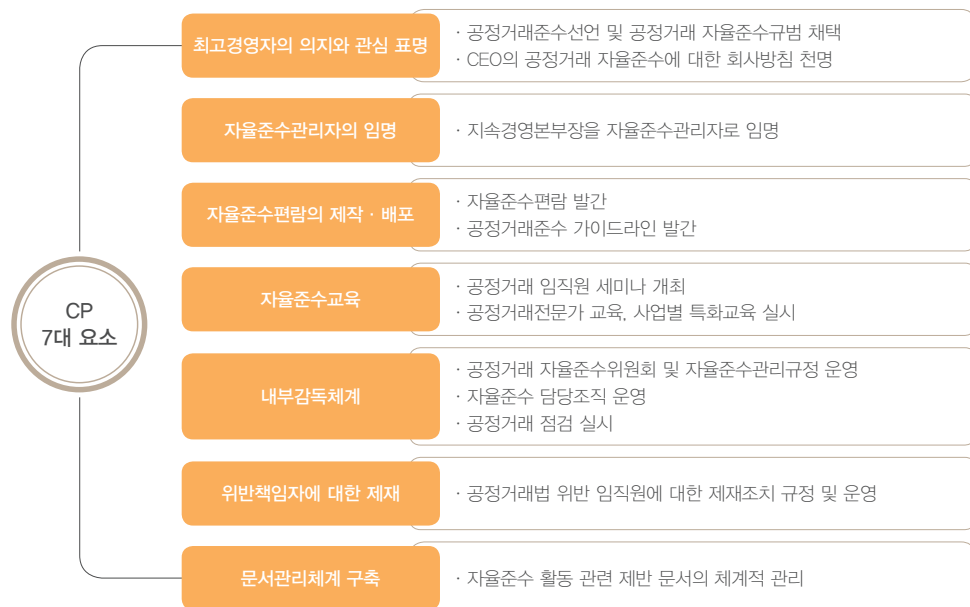 최고경영자의 의지와 관심 표명
· 공정거래준수선언 및 공정거래 자율준수규범 채택
· CEO의 공정거래 자율준수에 대한 회사방침 천명
자율준수관리자의 임명
· 지속경영본부장을 자율준수관리자로 임명
자율준수편람의 제작 · 배포
· 자율준수편람 발간
· 공정거래준수 가이드라인 발간
자율준수교육
· 공정거래 임직원 세미나 개최
· 공정거래전문가 교육, 사업별 특화교육 실시
CP
7대 요소
내부감독체계
· 공정거래 자율준수위원회 및 자율준수관리규정 운영
· 자율준수 담당조직 운영
· 공정거래 점검 실시
위반책임자에 대한 제재
· 공정거래법 위반 임직원에 대한 제재조치 규정 및 운영
문서관리체계 구축
· 자율준수 활동 관련 제반 문서의 체계적 관리